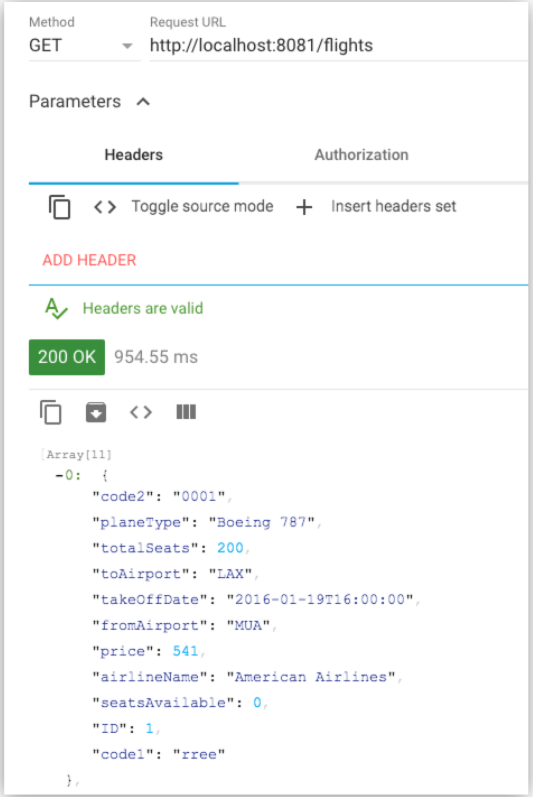 Method Request URL
GET http://localhost:8081/flights
Parameters
Headers Authorization
<> Toggle source mode + Insert headers set
ADD HEADER
A Headers are valid
200 OK 954.55 ms
<>
[Array[11]
-0: {
"code2": "0001",
"planeType": "Boeing 787",
"totalSeats": 200,
"toAirport": "LAX",
"takeOffDate": "2016-01-19T16:00:00",
"fromAirport": "MUA",
"price": 541,
"airlineName": "American Airlines",
"seatsAvailable": 0,
"ID": 1,
"code1": "rree"
},